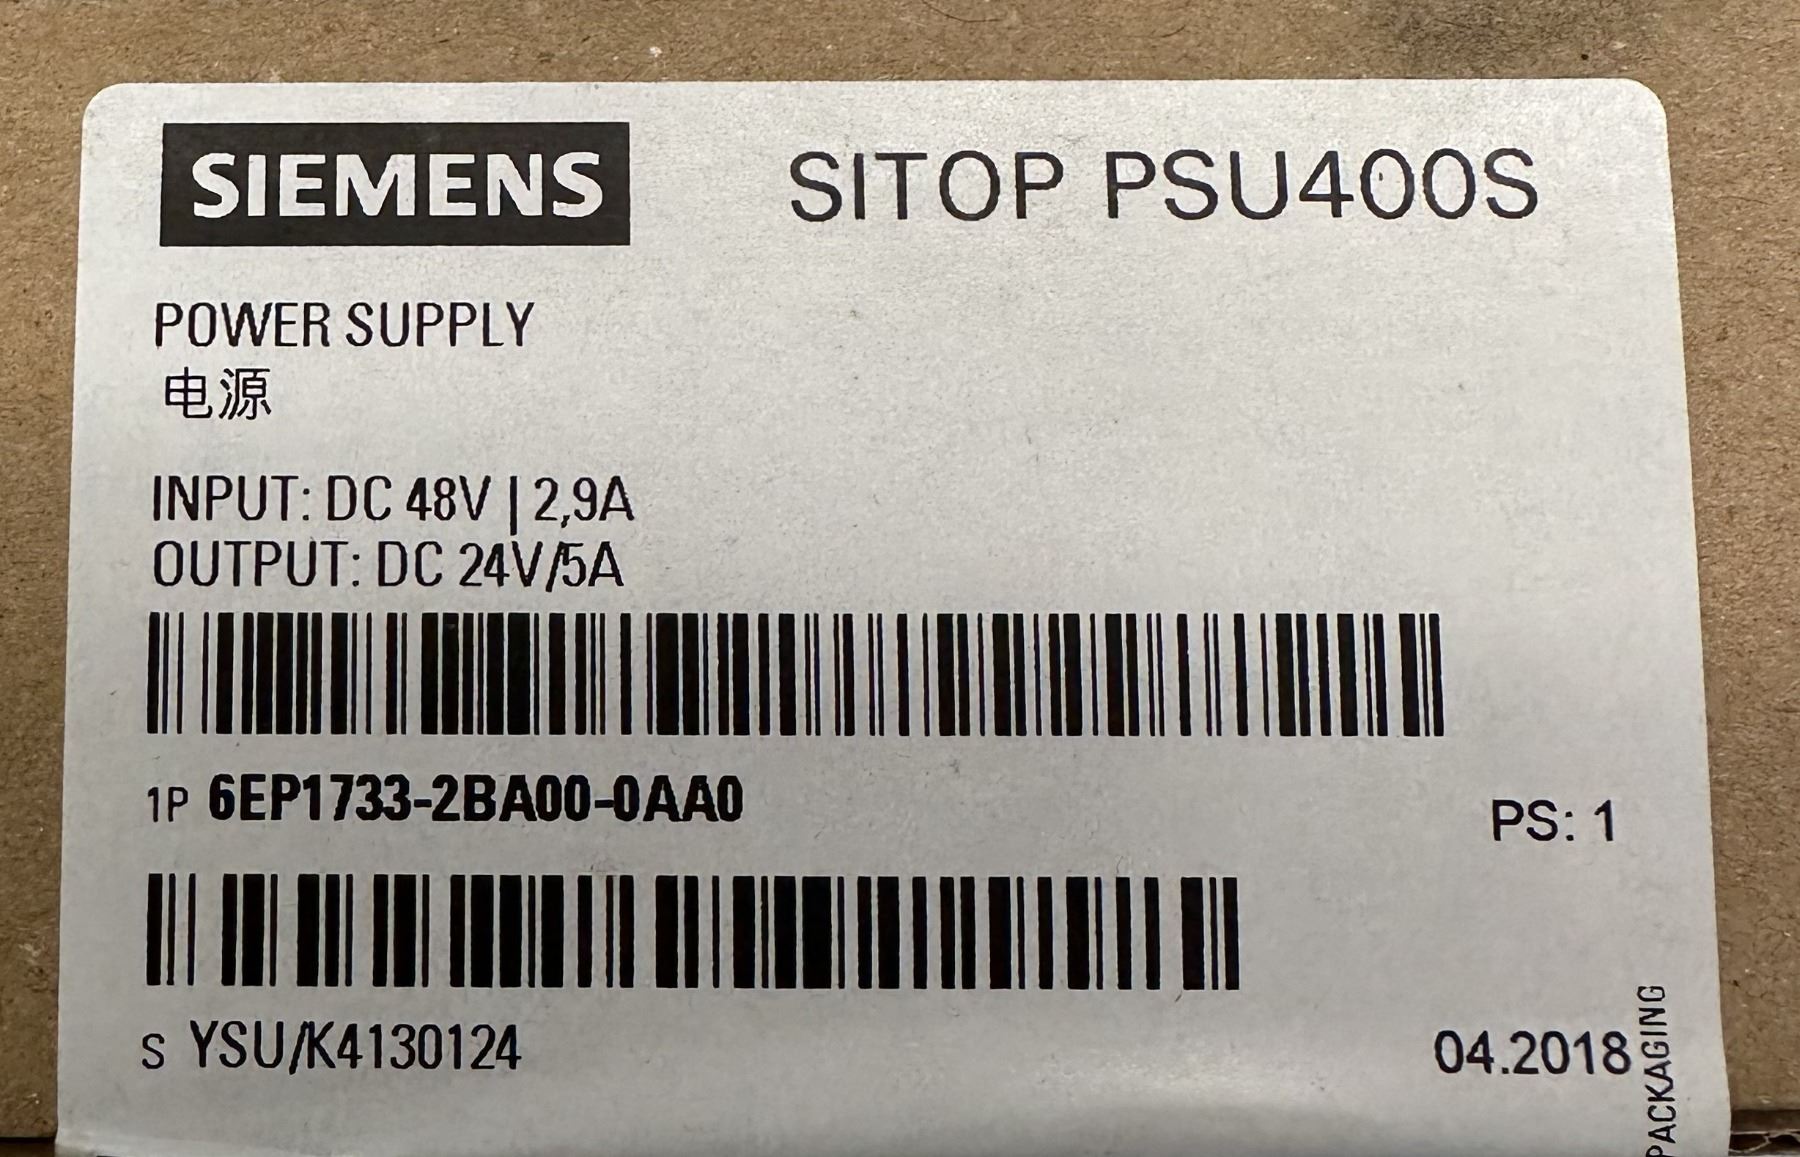 SIEMENS SITOP PSU400S
POWER SUPPLY
电源
INPUT: DC 48V | 2,9A
OUTPUT: DC 24V/5A
1P 6EP1733-2BA00-0AA0
PS: 1
S YSU/K4130124
04.2018
PACKAGING